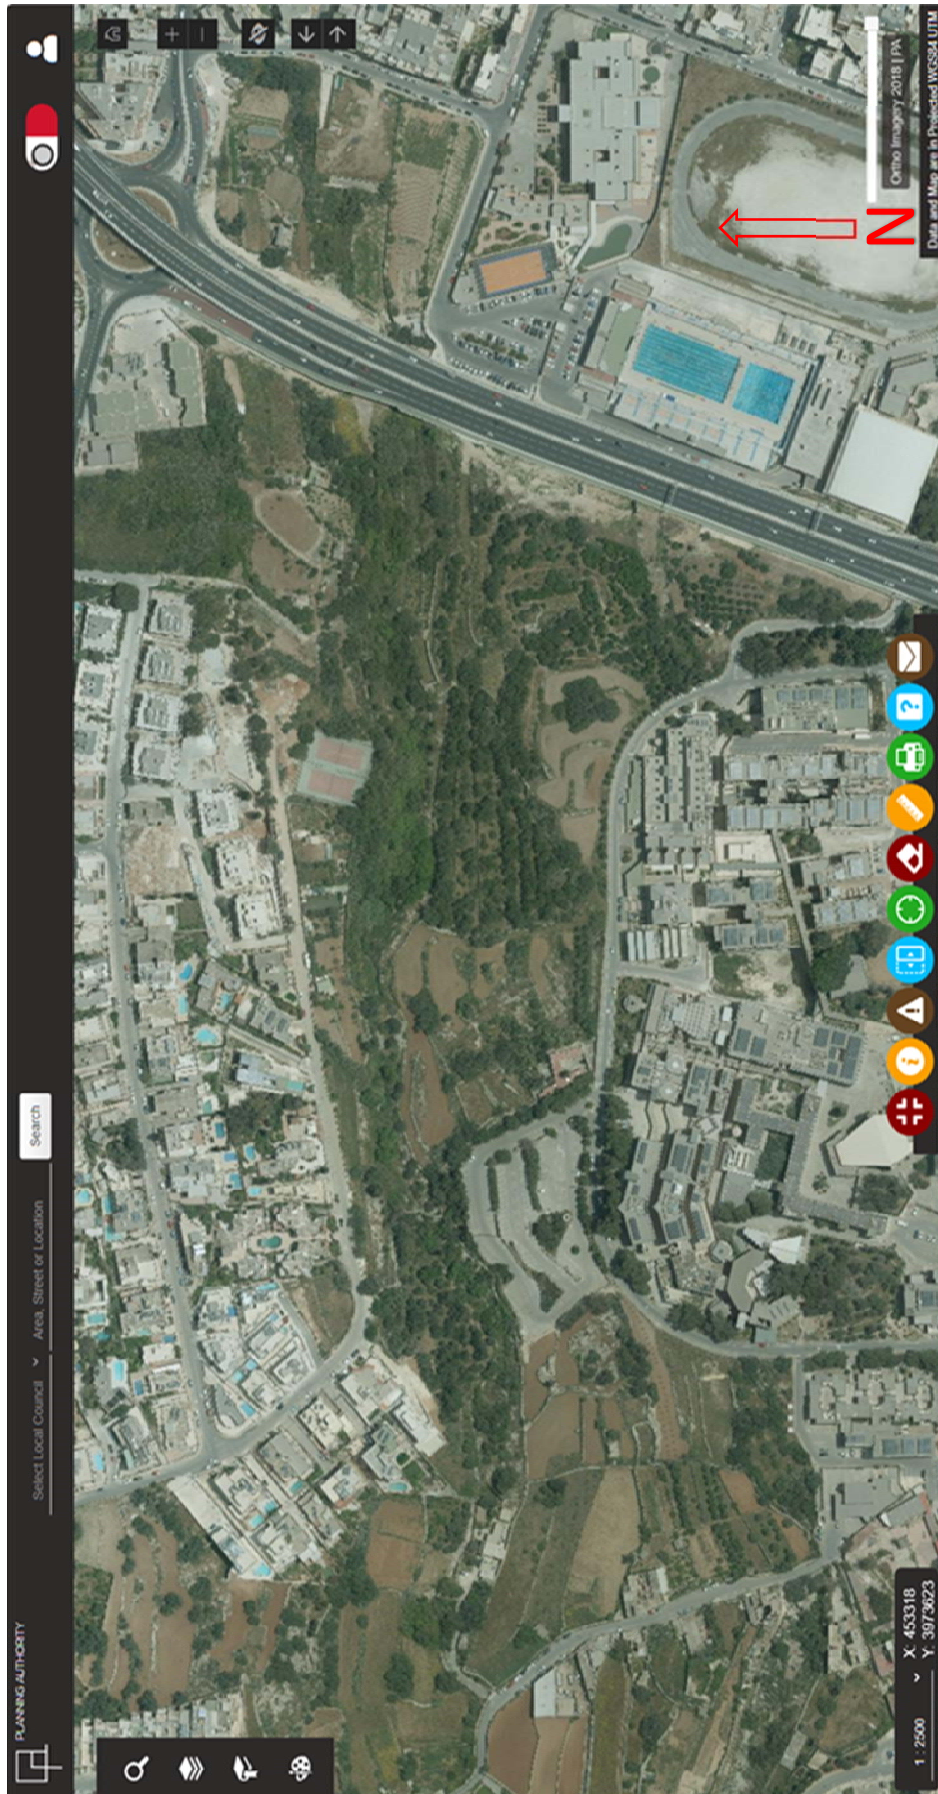 PLANNING AUTHORITY
Select Local Council
Area, Street or Location
Search
Ortho Imagery 2018 | PA
N
Data and Map are in Projected WGS84 UTM
1 : 2500
X: 453318
Y: 3973623